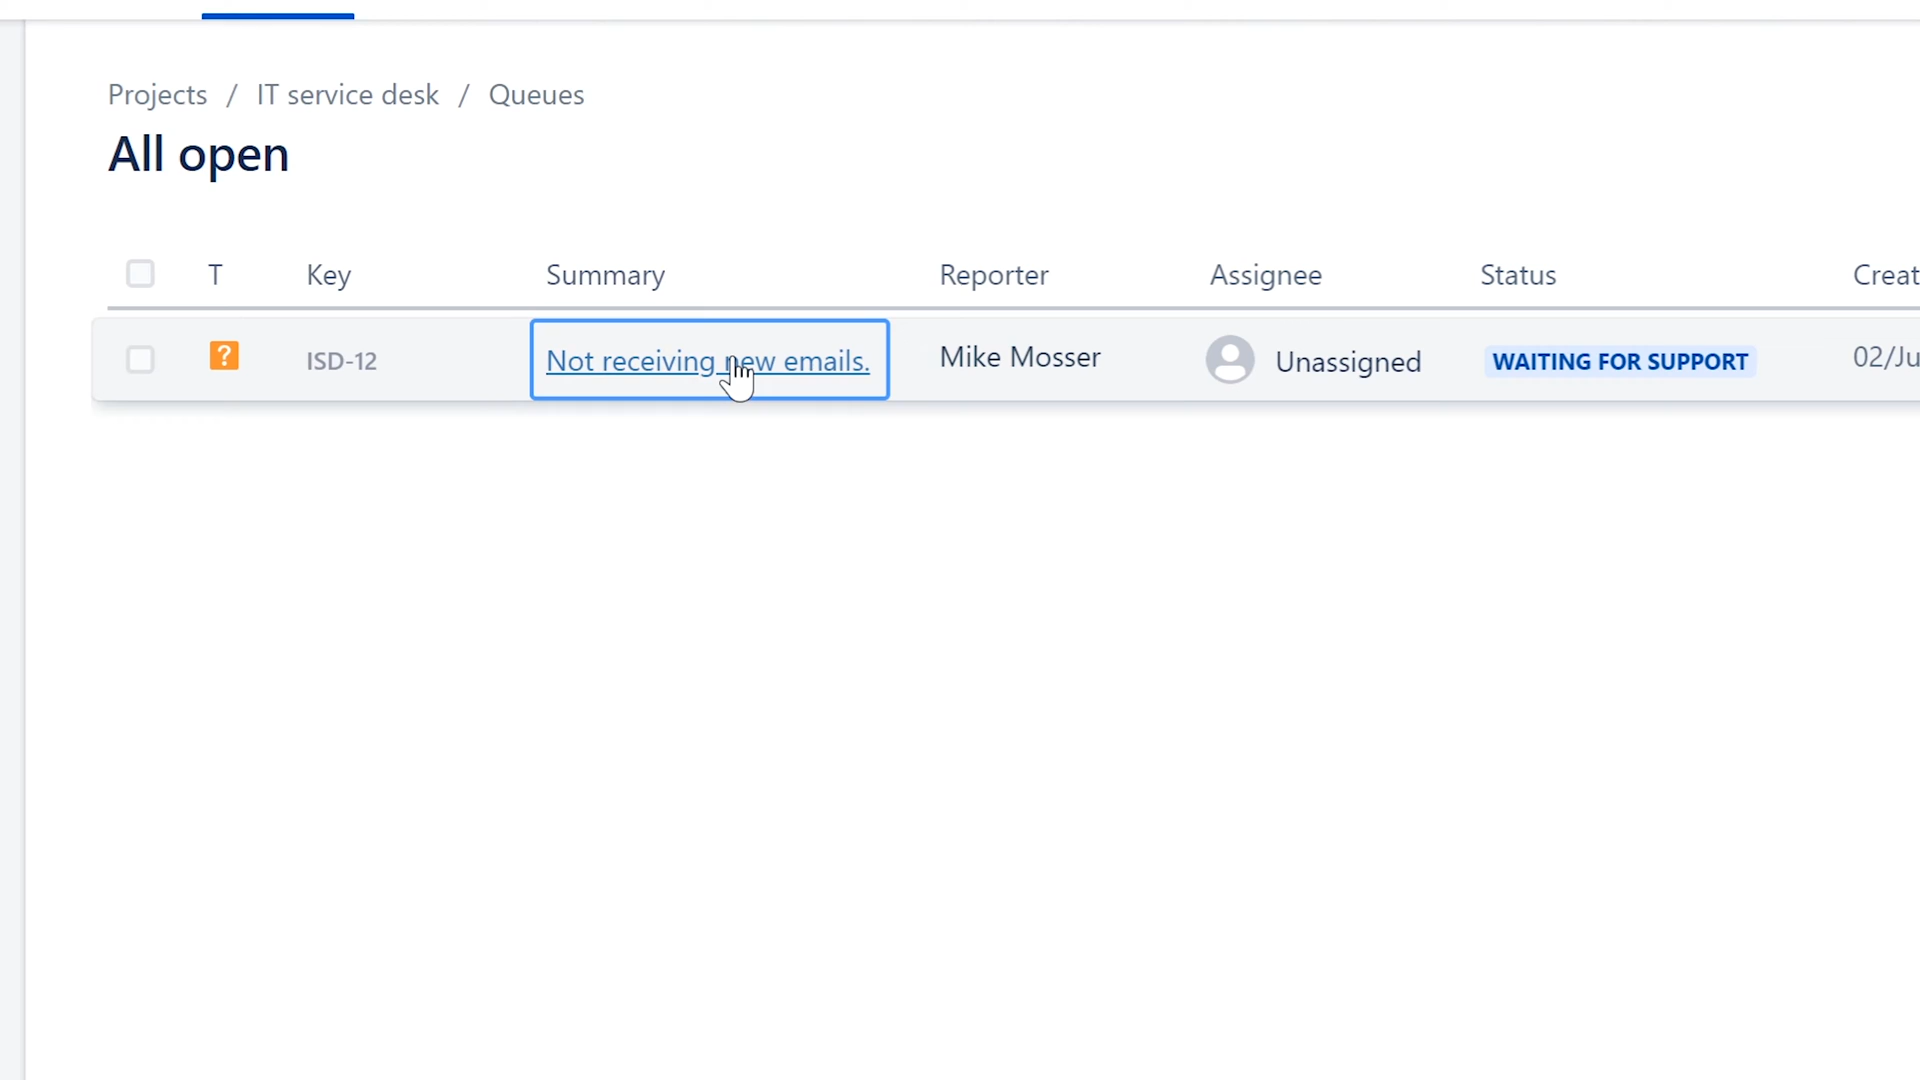 Projects / IT service desk / Queues
All open
T Key Summary Reporter Assignee Status Creat
? ISD-12 Not receiving new emails. Mike Mosser Unassigned WAITING FOR SUPPORT 02/Ju